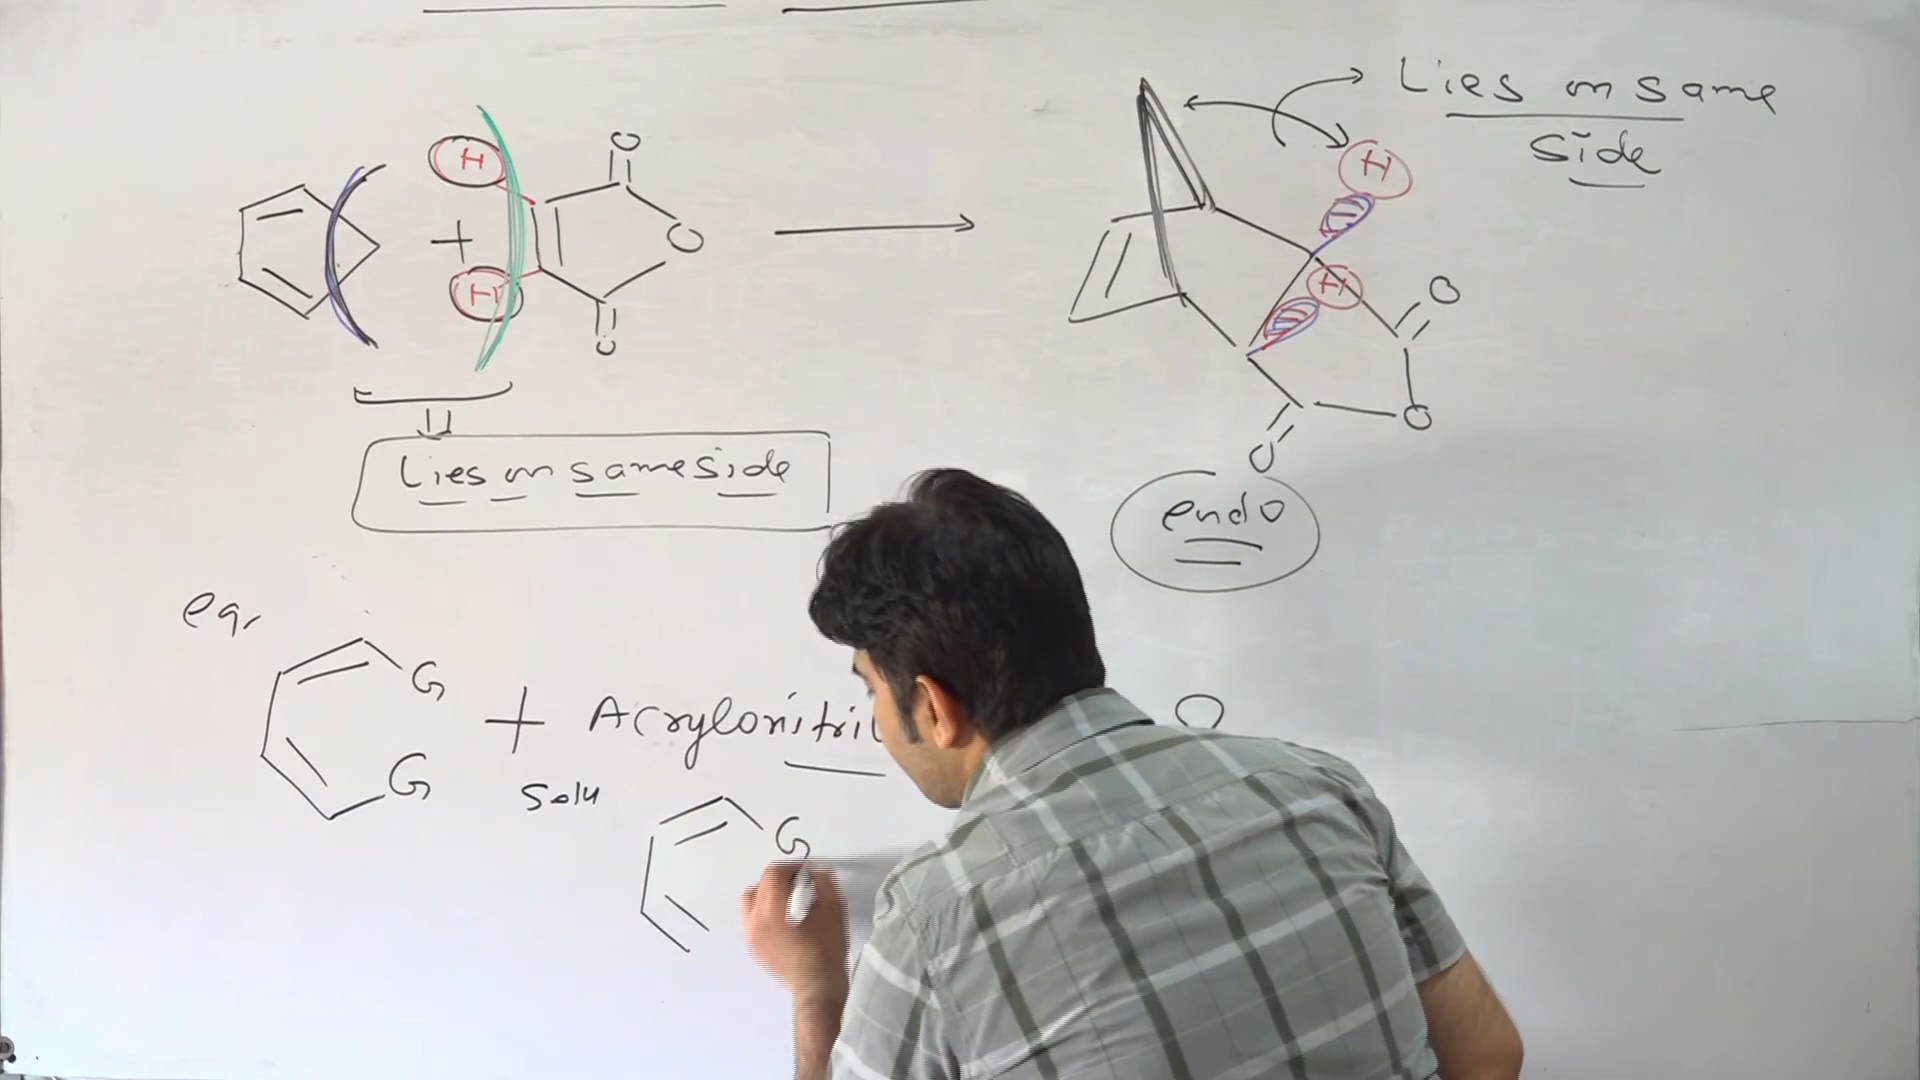 Lies on same
side
H
H
+
O
O
O
H
H
O
O
O
Lies on same side
endo
eg,
G
G
+
Acrylonitril
Soln
G